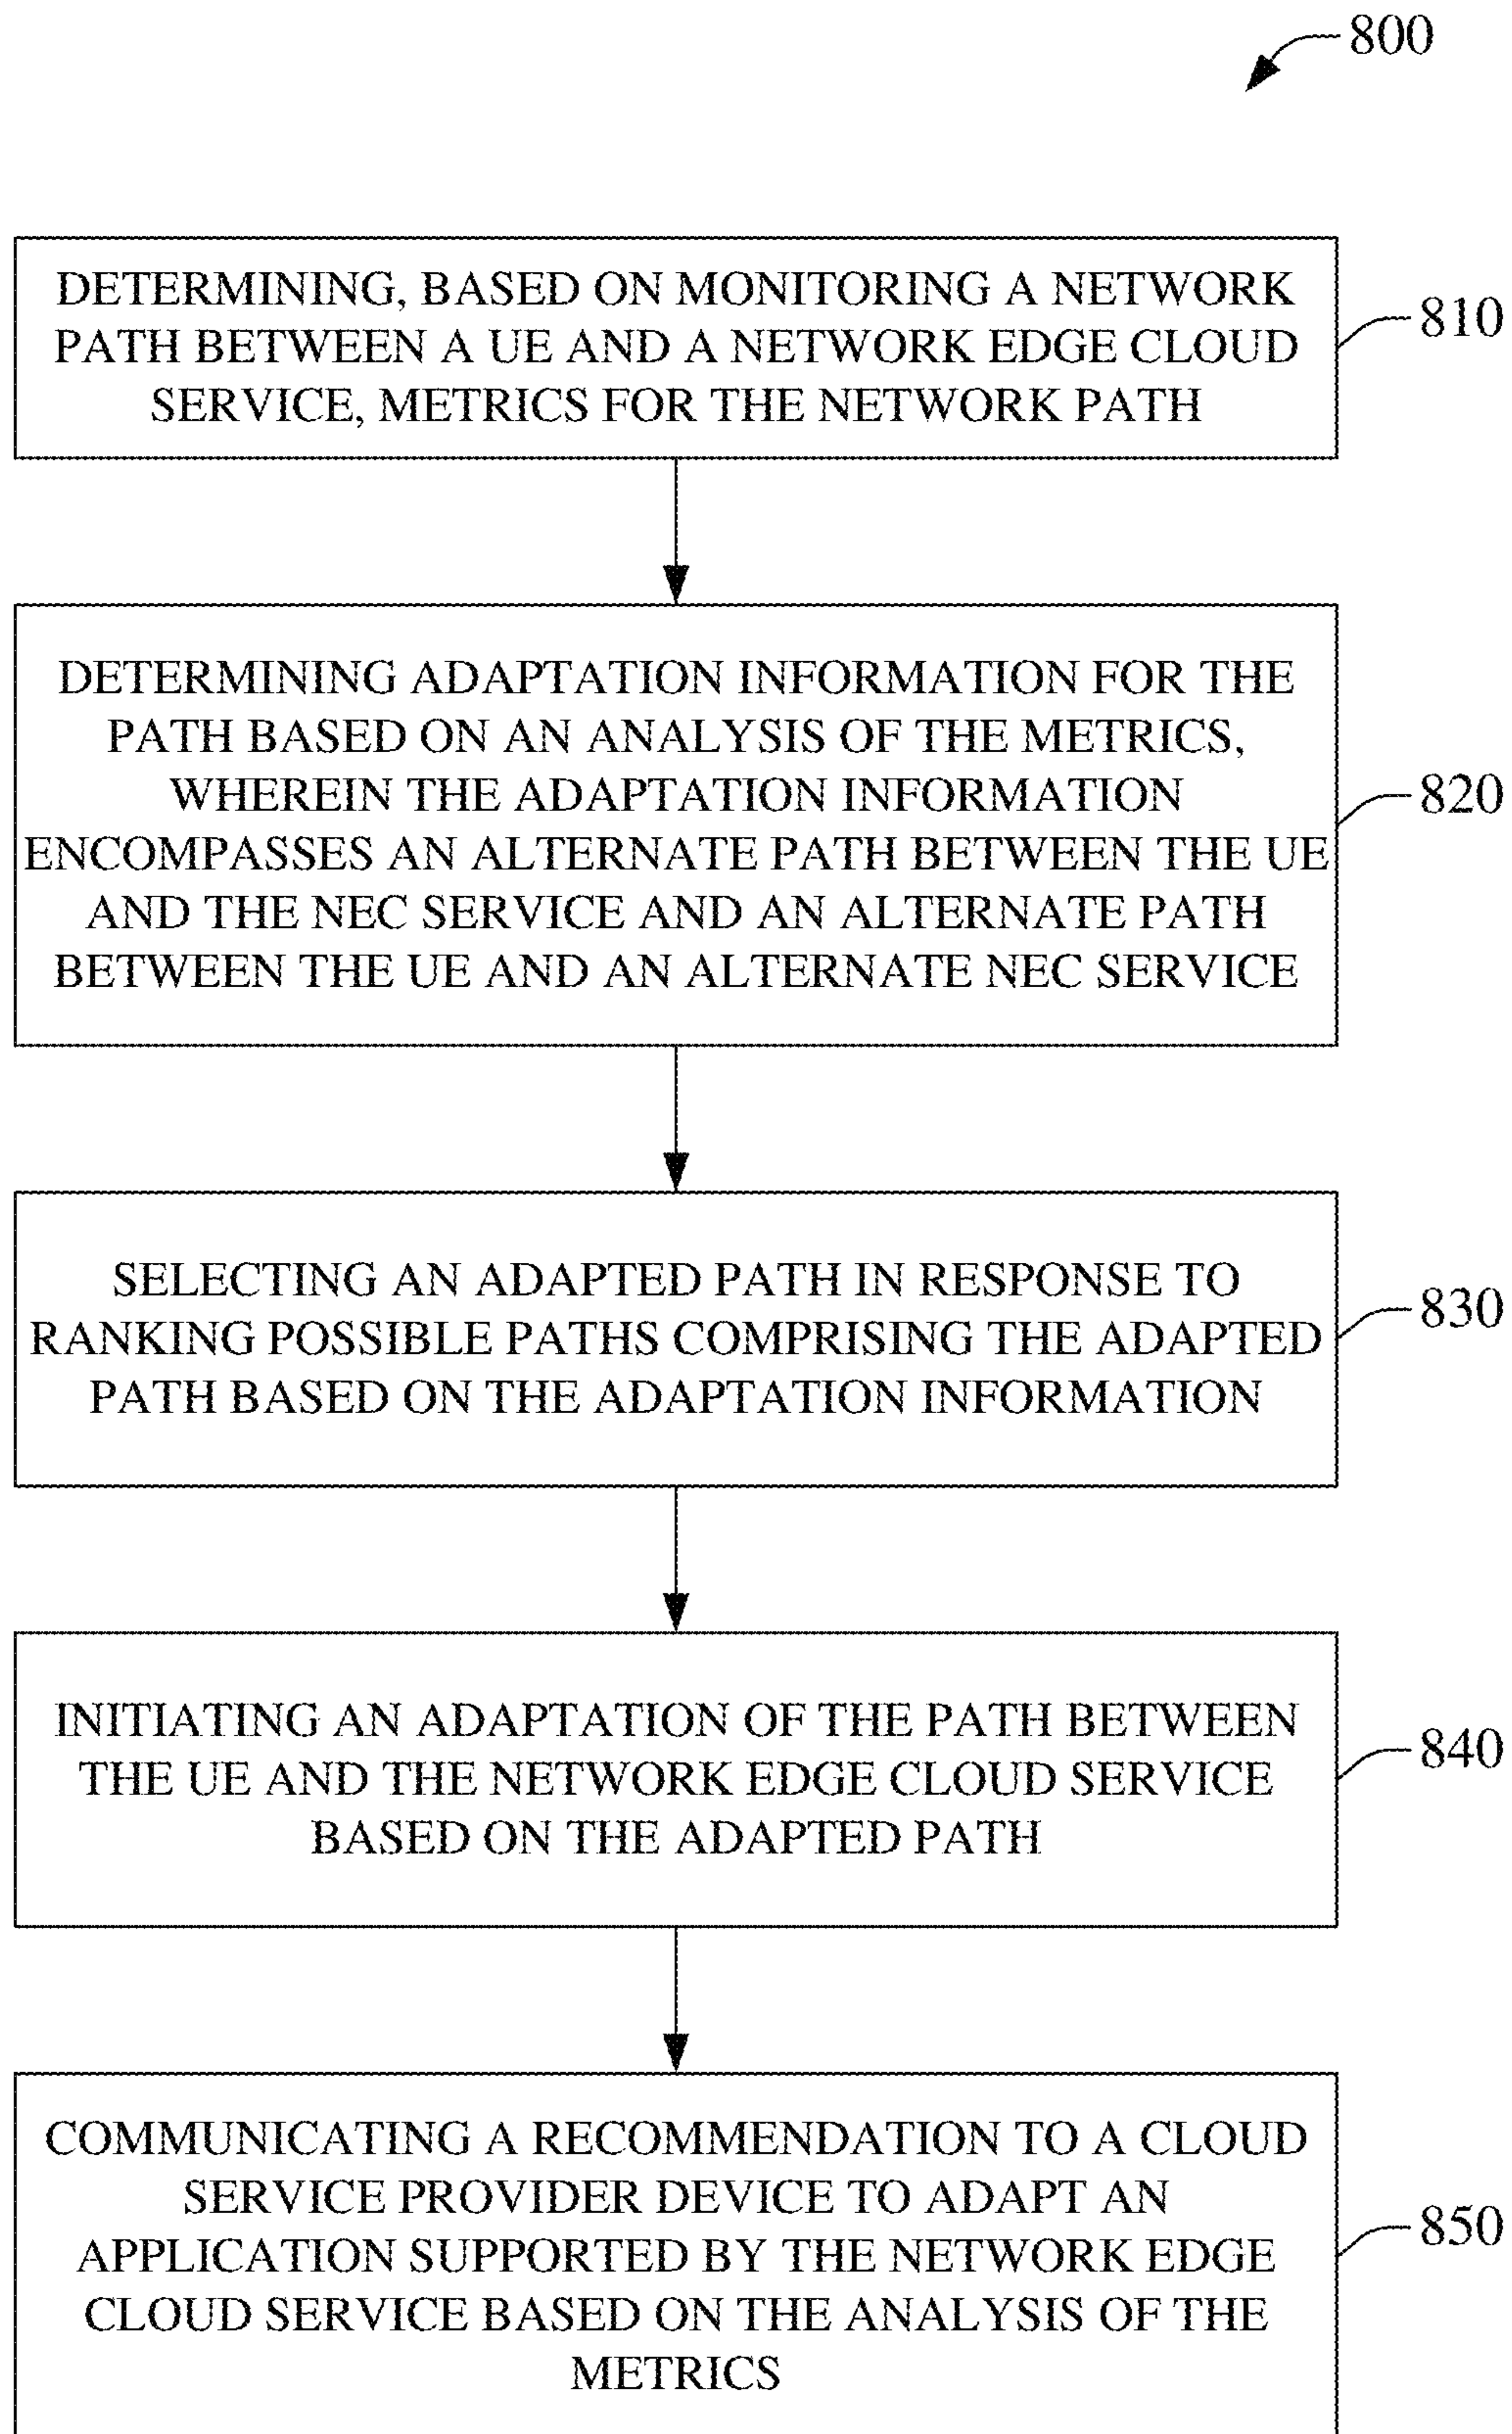 800
DETERMINING, BASED ON MONITORING A NETWORK
PATH BETWEEN A UE AND A NETWORK EDGE CLOUD
SERVICE, METRICS FOR THE NETWORK PATH
810
DETERMINING ADAPTATION INFORMATION FOR THE
PATH BASED ON AN ANALYSIS OF THE METRICS,
WHEREIN THE ADAPTATION INFORMATION
ENCOMPASSES AN ALTERNATE PATH BETWEEN THE UE
AND THE NEC SERVICE AND AN ALTERNATE PATH
BETWEEN THE UE AND AN ALTERNATE NEC SERVICE
820
SELECTING AN ADAPTED PATH IN RESPONSE TO
RANKING POSSIBLE PATHS COMPRISING THE ADAPTED
PATH BASED ON THE ADAPTATION INFORMATION
830
INITIATING AN ADAPTATION OF THE PATH BETWEEN
THE UE AND THE NETWORK EDGE CLOUD SERVICE
BASED ON THE ADAPTED PATH
840
COMMUNICATING A RECOMMENDATION TO A CLOUD
SERVICE PROVIDER DEVICE TO ADAPT AN
APPLICATION SUPPORTED BY THE NETWORK EDGE
CLOUD SERVICE BASED ON THE ANALYSIS OF THE
METRICS
850